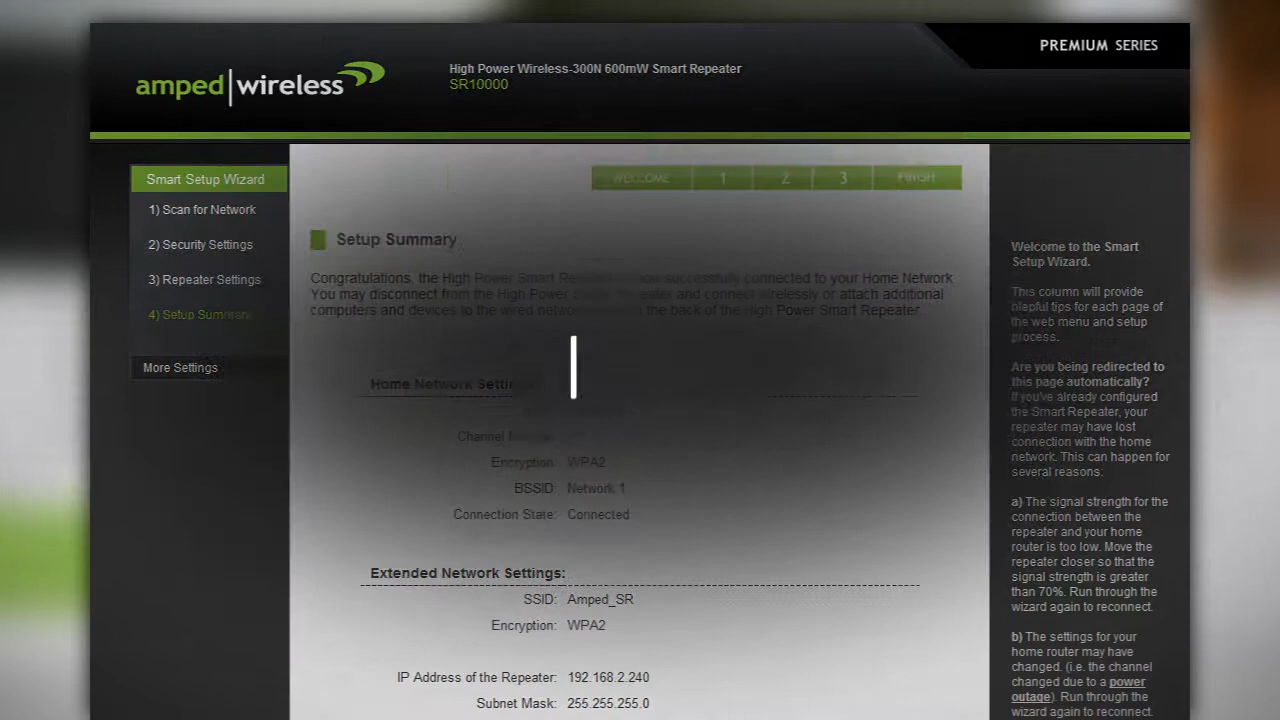 PREMIUM SERIES
amped wireless
High Power Wireless-300N 600mW Smart Repeater
SR10000
Smart Setup Wizard
1) Scan for Network
2) Security Settings
3) Repeater Settings
4) Setup Summary
More Settings
WELCOME 1 2 3 FINISH
Setup Summary
Congratulations, the High Power Smart successfully connected to your Home Network
You may disconnect from the High Power and connect wirelessly or attach additional
computers and devices to the wired the back of the High Power Smart Repeater.
Home Network
Channel
Encryption: WPA2
BSSID: Network 1
Connection State: Connected
Extended Network Settings:
SSID: Amped_SR
Encryption: WPA2
IP Address of the Repeater: 192.168.2.240
Subnet Mask: 255.255.255.0
Welcome to the Smart
Setup Wizard.
This column will provide
hlepful tips for each page of
the web menu and setup
process.
Are you being redirected to
this page automatically?
If you've already configured
the Smart Repeater, your
repeater may have lost
connection with the home
network. This can happen for
several reasons:
a) The signal strength for the
connection between the
repeater and your home
router is too low. Move the
repeater closer so that the
signal strength is greater
than 70%. Run through the
wizard again to reconnect.
b) The settings for your
home router may have
changed. (i.e. the channel
changed due to a power
outage). Run through the
wizard again to reconnect.